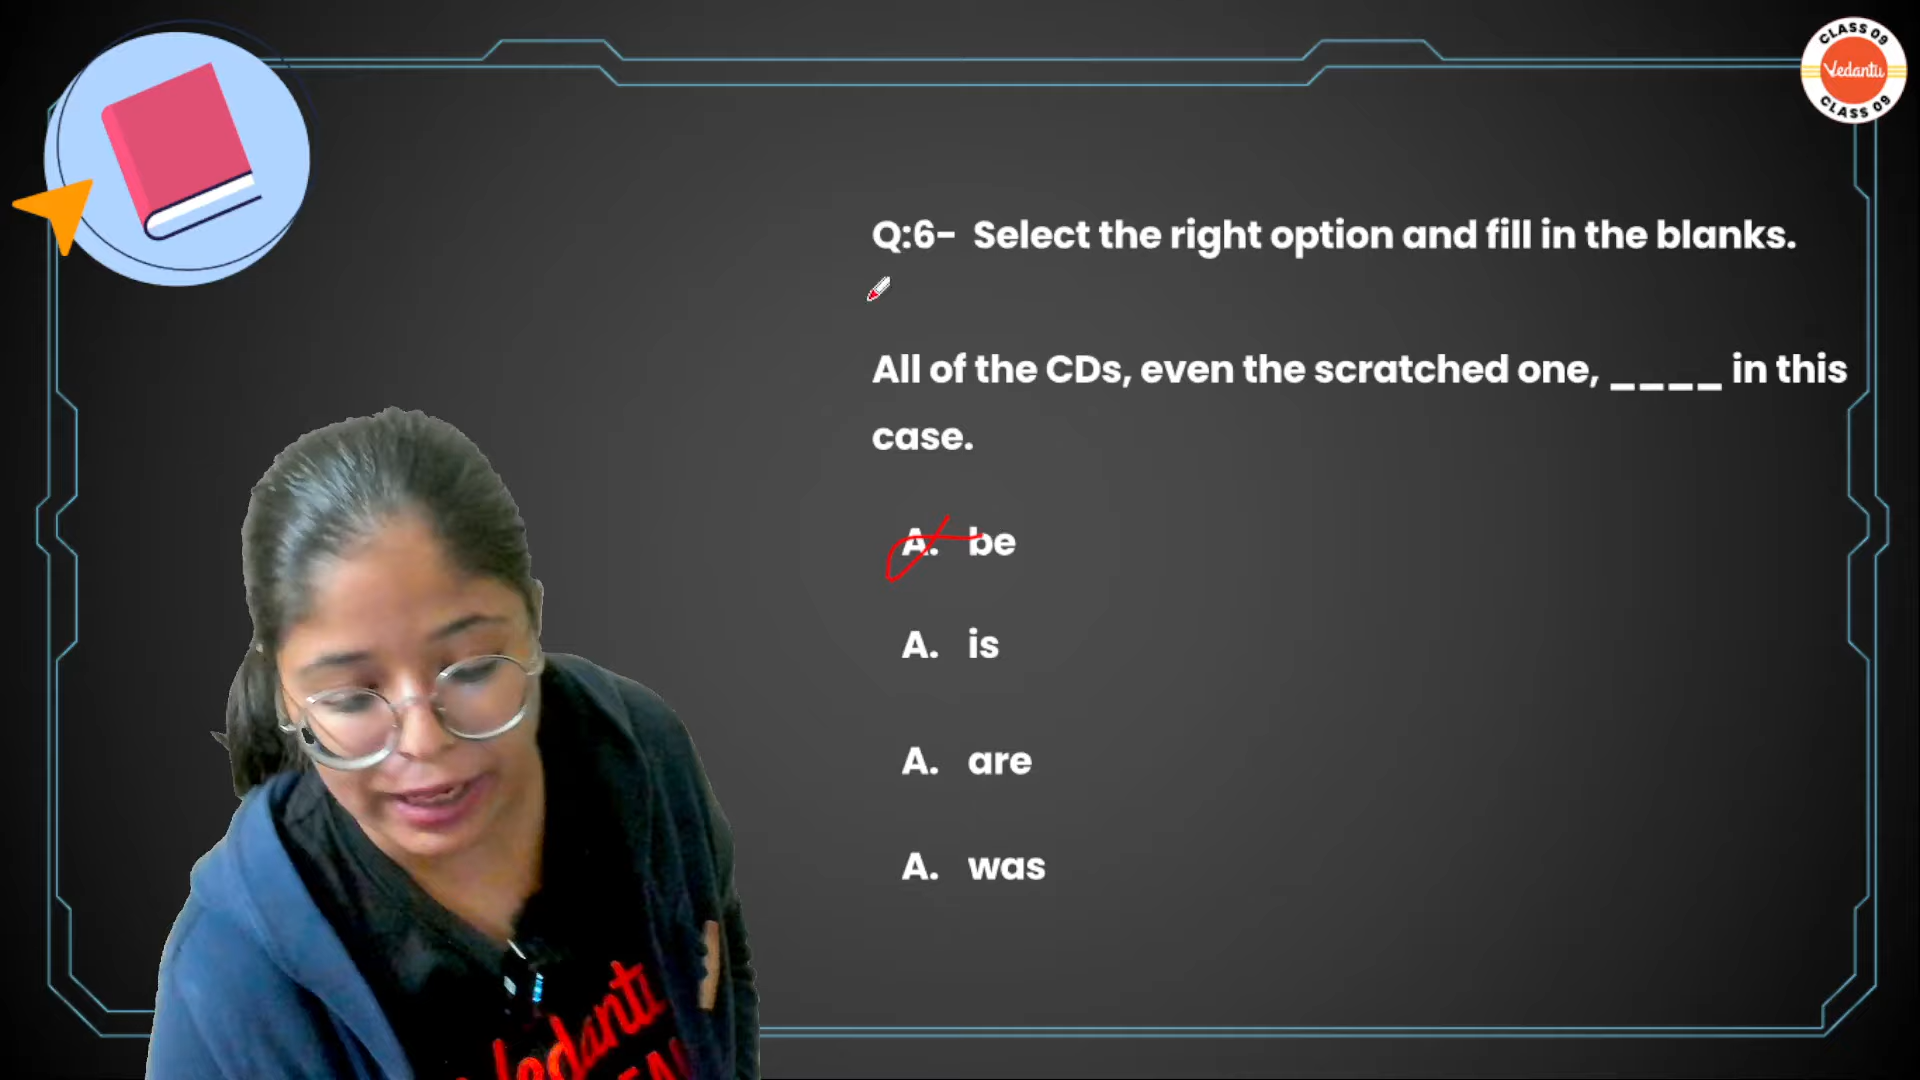 CLASS 09
Vedantu
CLASS 09
Q:6- Select the right option and fill in the blanks.
All of the CDs, even the scratched one, ____ in this
case.
A. be
A. is
A. are
A. was
Vedantu